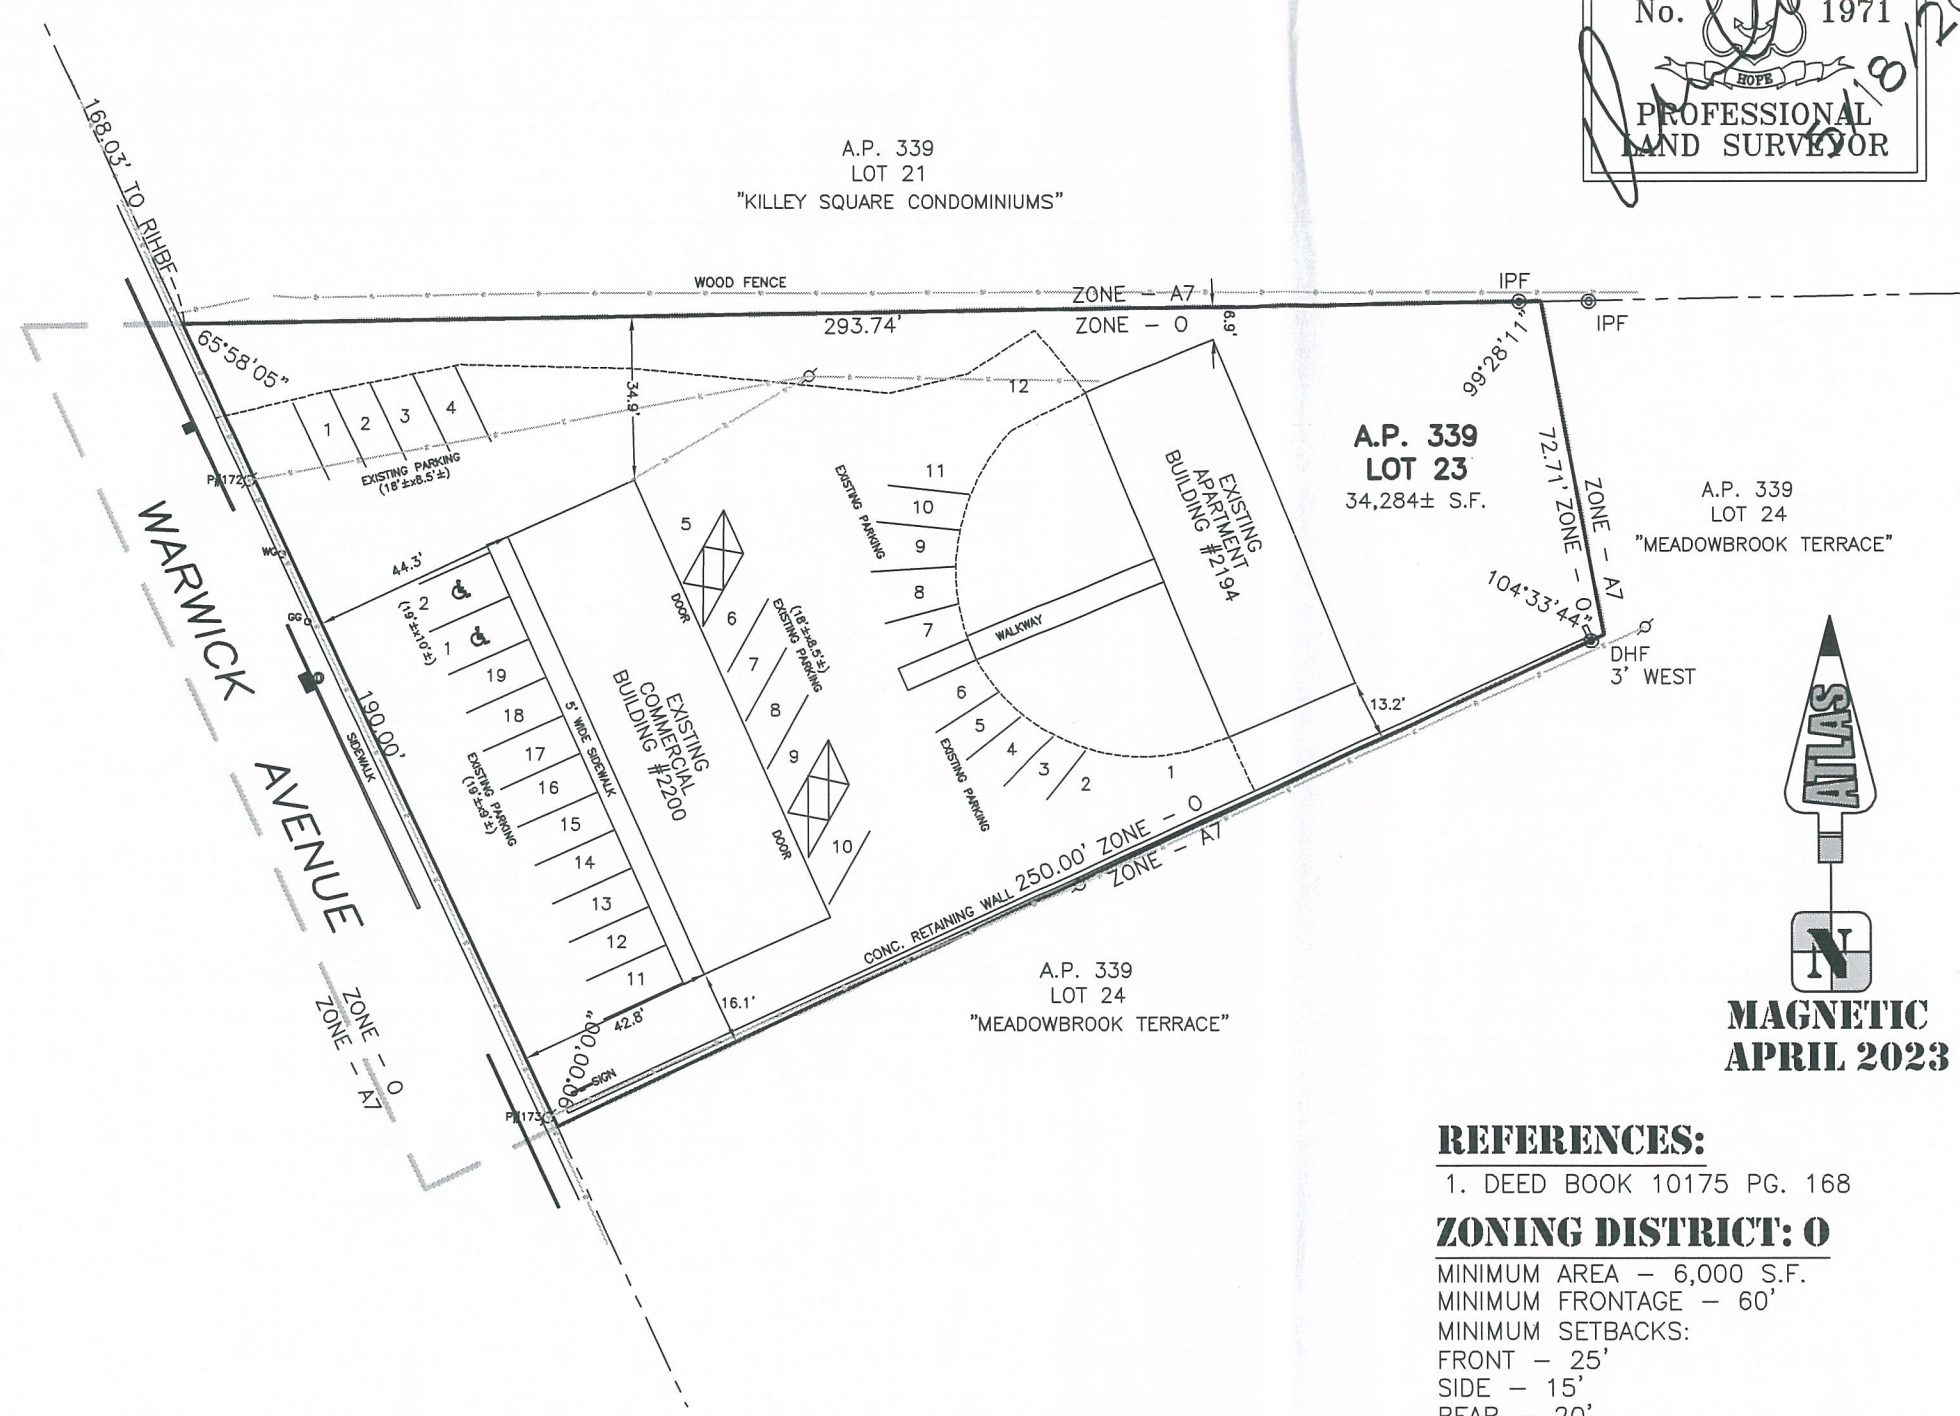 No. 1971
HOPE
PROFESSIONAL
LAND SURVEYOR
5/18/20
168.03' TO RIHBF
A.P. 339
LOT 21
"KILLEY SQUARE CONDOMINIUMS"
WOOD FENCE
ZONE - A7
ZONE - O
293.74'
IPF
IPF
65°58'05"
99°28'11"
6.9'
34.9'
1
2
3
4
EXISTING PARKING
(18'±x8.5'±)
P#172
12
A.P. 339
LOT 23
34,284± S.F.
72.71' ZONE - O
ZONE - A7
A.P. 339
LOT 24
"MEADOWBROOK TERRACE"
104°33'44"
DHF
3' WEST
EXISTING
APARTMENT
BUILDING #2194
WALKWAY
EXISTING PARKING
11
10
9
8
7
6
5
4
3
2
1
EXISTING PARKING
13.2'
WARWICK AVENUE
WG
GG
SIDEWALK
190.00'
44.3'
2
1
(19'±x10'±)
19
18
17
16
15
14
13
12
11
EXISTING PARKING
(19'±x9'±)
5' WIDE SIDEWALK
EXISTING
COMMERCIAL
BUILDING #2200
5
DOOR
6
7
8
9
DOOR
10
(18'±x8.5'±)
EXISTING PARKING
CONC. RETAINING WALL
250.00' ZONE - O
ZONE - A7
A.P. 339
LOT 24
"MEADOWBROOK TERRACE"
16.1'
42.8'
90°00'00"
SIGN
P#173
ZONE - O
ZONE - A7
ATLAS
N
MAGNETIC
APRIL 2023
REFERENCES:
1. DEED BOOK 10175 PG. 168
ZONING DISTRICT: O
MINIMUM AREA - 6,000 S.F.
MINIMUM FRONTAGE - 60'
MINIMUM SETBACKS:
FRONT - 25'
SIDE - 15'
REAR - 20'